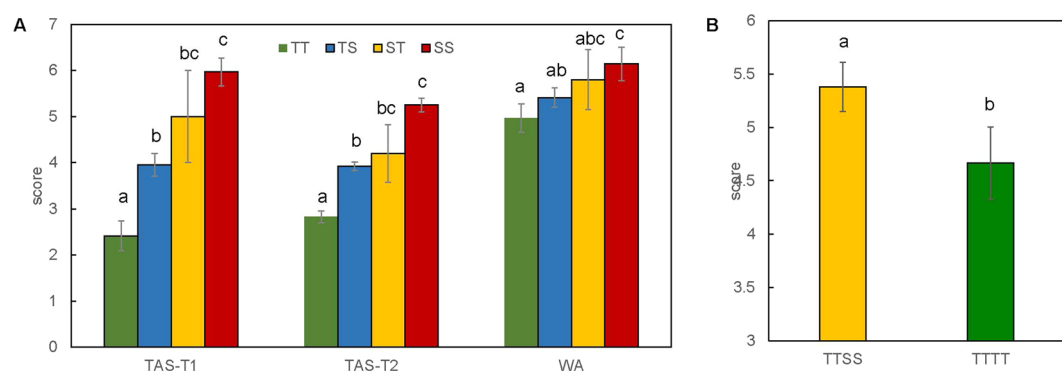 A
7
6
5
4
3
2
1
0
score
TT TS ST SS
a
b
bc
c
a
b
bc
c
a
ab
abc
c
TAS-T1
TAS-T2
WA
B
6
5.5
5
4.5
4
3.5
3
score
a
b
TTSS
TTTT